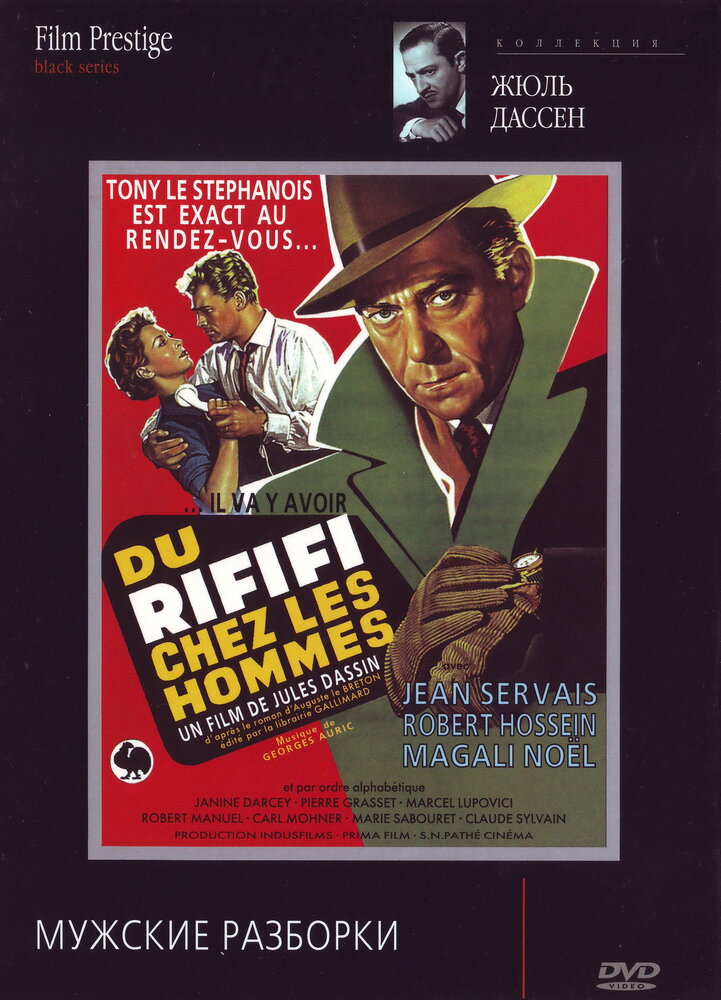 Film Prestige
black series
КОЛЛЕКЦИЯ
ЖЮЛЬ
ДАССЕН
TONY LE STEPHANOIS
EST EXACT AU
RENDEZ-VOUS...
... IL VA Y AVOIR
DU
RIFIFI
CHEZ LES
HOMMES
UN FILM DE JULES DASSIN
d'après le roman d'Auguste le BRETON
édité par la librairie GALLIMARD
Musique de
GEORGES AURIC
avec
JEAN SERVAIS
ROBERT HOSSEIN
MAGALI NOËL
et par ordre alphabétique
JANINE DARCEY · PIERRE GRASSET · MARCEL LUPOVICI
ROBERT MANUEL · CARL MOHNER · MARIE SABOURET · CLAUDE SYLVAIN
PRODUCTION INDUSFILMS · PRIMA FILM · S.N.PATHÉ CINÉMA
МУЖСКИЕ РАЗБОРКИ
DVD
VIDEO